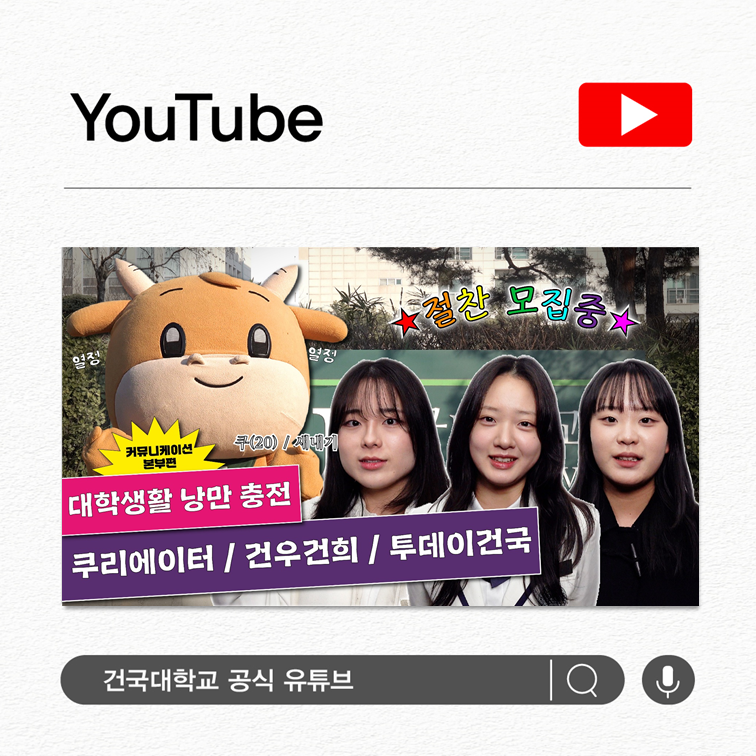 YouTube
절찬 모집중
열정
열정
쿠(20) / 새내기
커뮤니케이션
본부편
대학생활 낭만 충전
쿠리에이터 / 건우건희 / 투데이건국
건국대학교 공식 유튜브